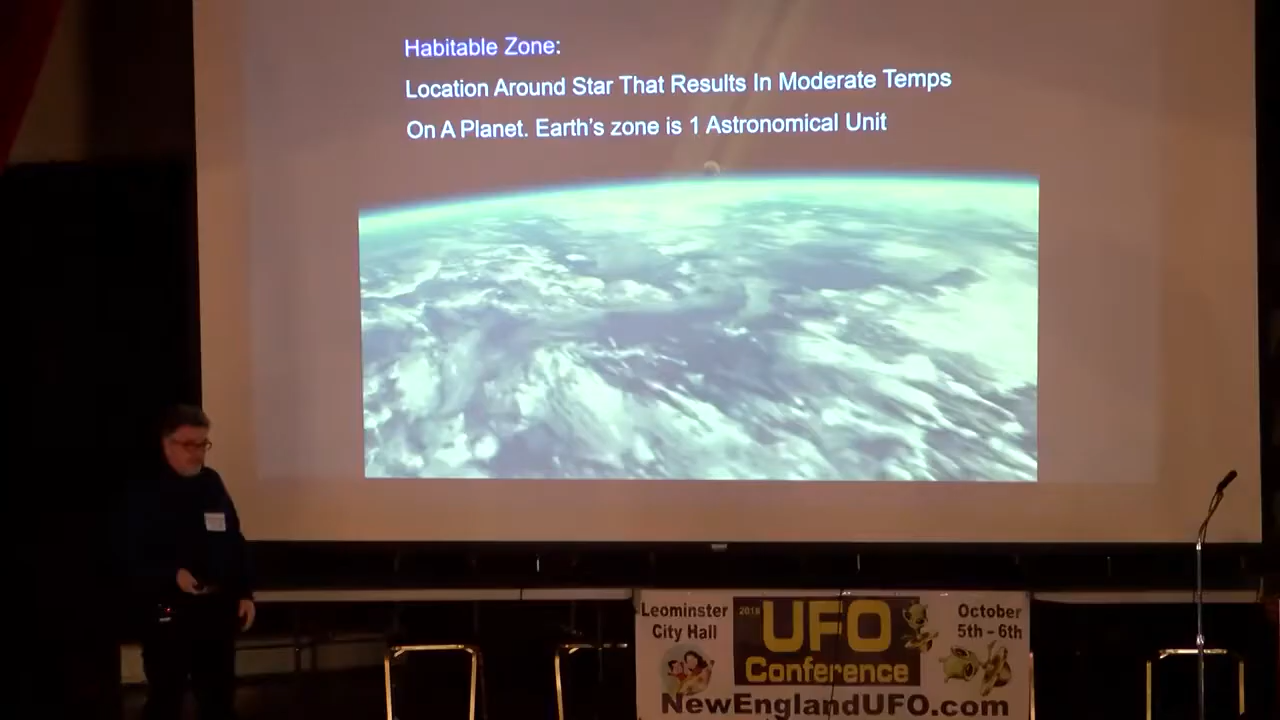 Habitable Zone:
Location Around Star That Results In Moderate Temps
On A Planet. Earth's zone is 1 Astronomical Unit
Leominster
City Hall
2018
UFO
Conference
October
5th - 6th
NewEnglandUFO.com